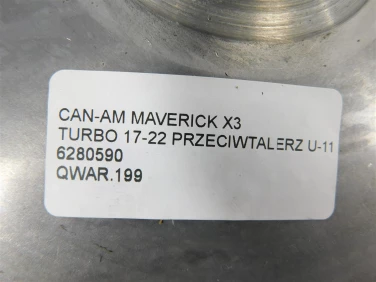 CAN-AM MAVERICK X3
TURBO 17-22 PRZECIWTALERZ U-11
6280590
QWAR.199